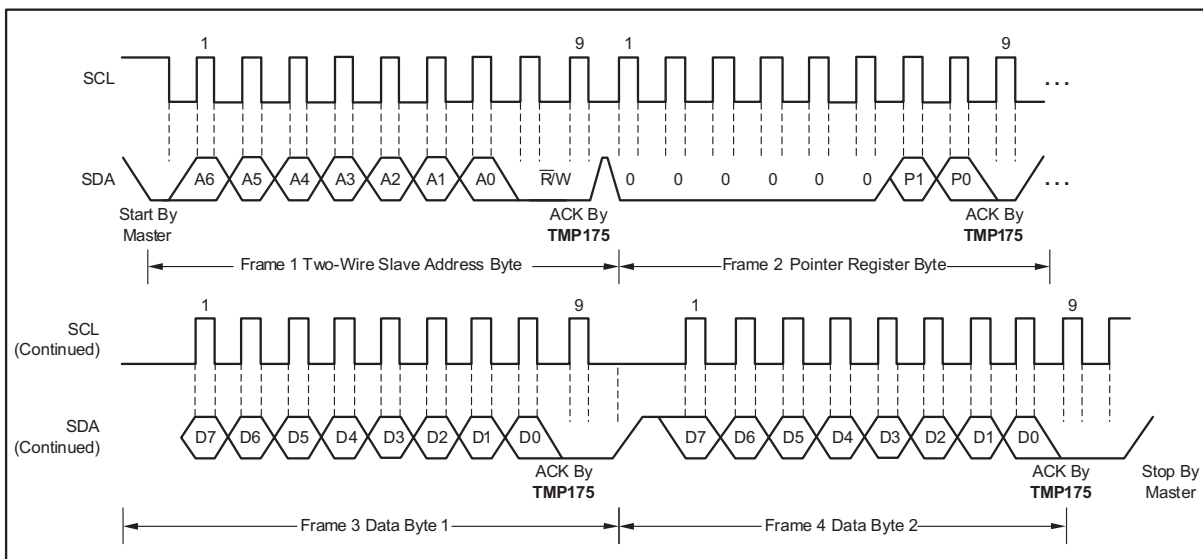 1 9 1 9
SCL ...
SDA A6 A5 A4 A3 A2 A1 A0 R̅/W 0 0 0 0 0 0 P1 P0 ...
Start By Master
ACK By TMP175
ACK By TMP175
Frame 1 Two-Wire Slave Address Byte
Frame 2 Pointer Register Byte
1 9 1 9
SCL (Continued)
SDA (Continued)
D7 D6 D5 D4 D3 D2 D1 D0 D7 D6 D5 D4 D3 D2 D1 D0
ACK By TMP175
ACK By TMP175
Stop By Master
Frame 3 Data Byte 1
Frame 4 Data Byte 2